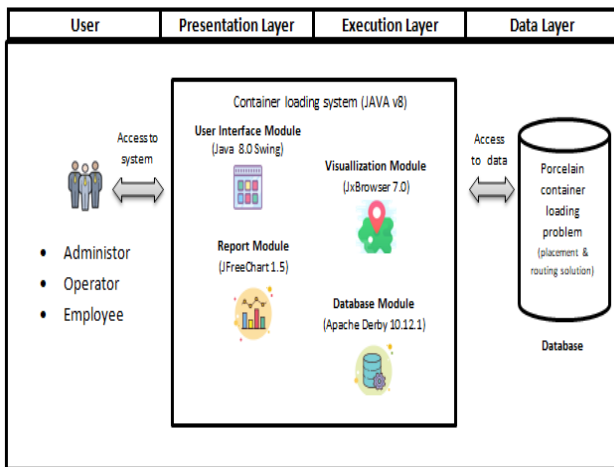 User
Presentation Layer
Execution Layer
Data Layer
Container loading system (JAVA v8)
User Interface Module
(Java 8.0 Swing)
Visuallization Module
(JxBrowser 7.0)
Report Module
(JFreeChart 1.5)
Database Module
(Apache Derby 10.12.1)
Access to
system
• Administor
• Operator
• Employee
Access
to data
Porcelain
container
loading
problem
(placement &
routing solution)
Database